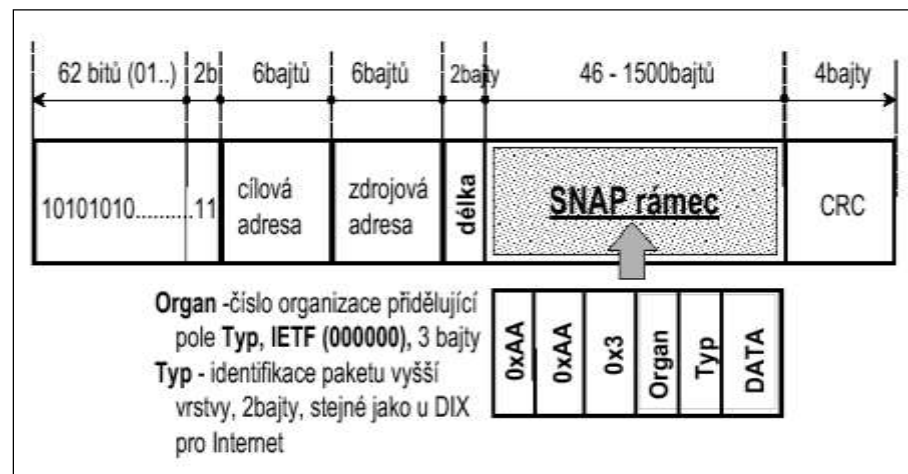 62 bitů (01..) 2b 6bajtů 6bajtů 2bajty 46 - 1500bajtů 4bajty
10101010..........11 cílová adresa zdrojová adresa délka SNAP rámec CRC
Organ -číslo organizace přidělující
pole Typ, IETF (000000), 3 bajty
Typ - identifikace paketu vyšší
vrstvy, 2bajty, stejné jako u DIX
pro Internet
0xAA 0xAA 0x3 Organ Typ DATA